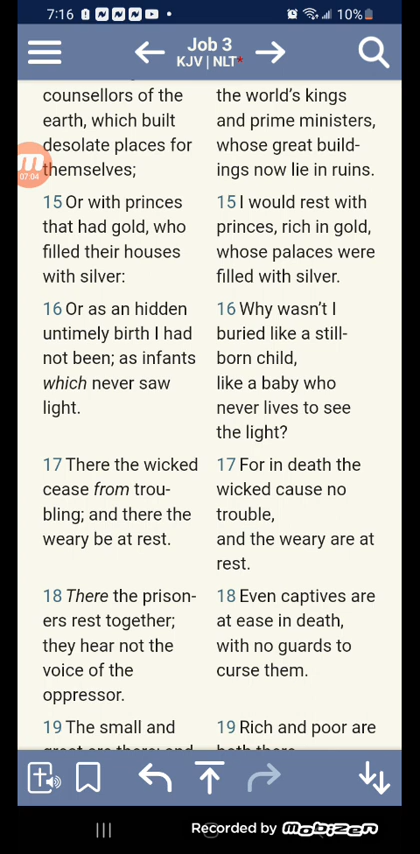 7:16 10%
Job 3
KJV | NLT*
counsellors of the
earth, which built
desolate places for
themselves;
15 Or with princes
that had gold, who
filled their houses
with silver:
16 Or as an hidden
untimely birth I had
not been; as infants
which never saw
light.
17 There the wicked
cease from trou-
bling; and there the
weary be at rest.
18 There the prison-
ers rest together;
they hear not the
voice of the
oppressor.
19 The small and
great are there; and
the world's kings
and prime ministers,
whose great build-
ings now lie in ruins.
15 I would rest with
princes, rich in gold,
whose palaces were
filled with silver.
16 Why wasn't I
buried like a still-
born child,
like a baby who
never lives to see
the light?
17 For in death the
wicked cause no
trouble,
and the weary are at
rest.
18 Even captives are
at ease in death,
with no guards to
curse them.
19 Rich and poor are
both there
07:04
Recorded by Mobizen